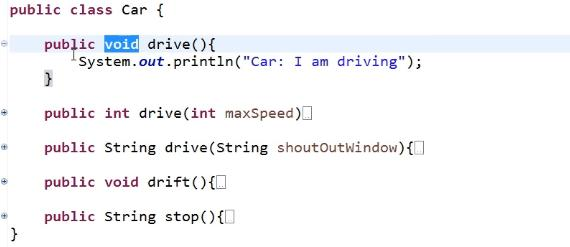 public class Car {
public void drive(){
System.out.println("Car: I am driving");
}
public int drive(int maxSpeed)
public String drive(String shoutOutWindow){
public void drift(){
public String stop(){
}